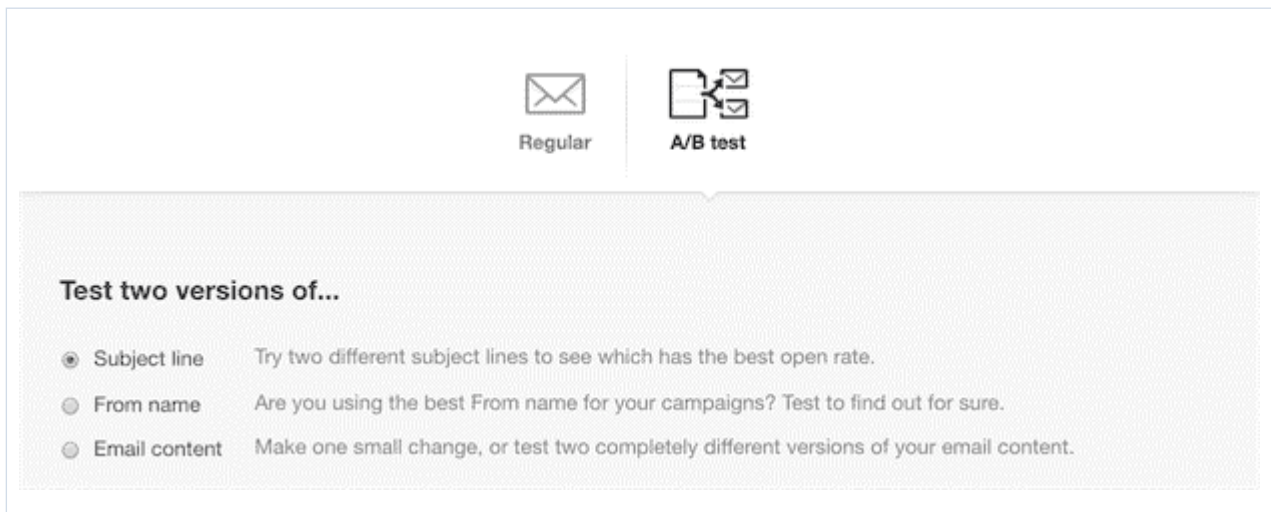 Regular
A/B test
Test two versions of...
Subject line Try two different subject lines to see which has the best open rate.
From name Are you using the best From name for your campaigns? Test to find out for sure.
Email content Make one small change, or test two completely different versions of your email content.